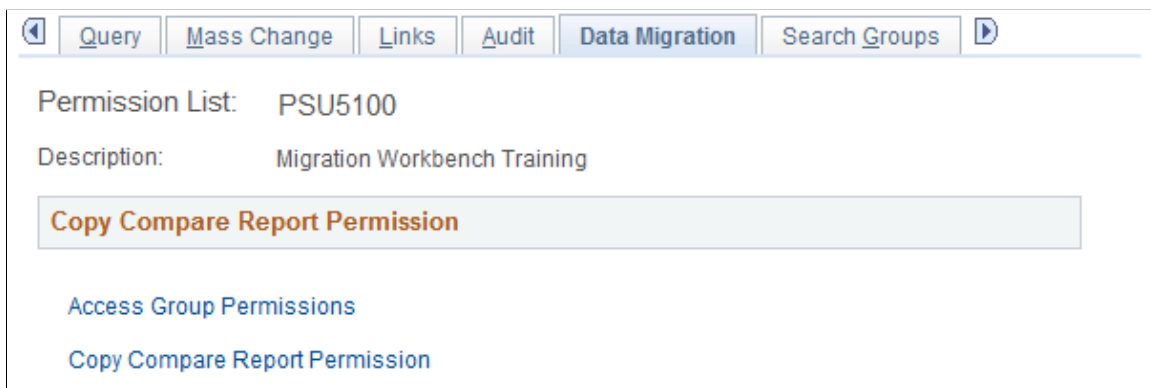 Query Mass Change Links Audit Data Migration Search Groups
Permission List: PSU5100
Description: Migration Workbench Training
Copy Compare Report Permission
Access Group Permissions
Copy Compare Report Permission